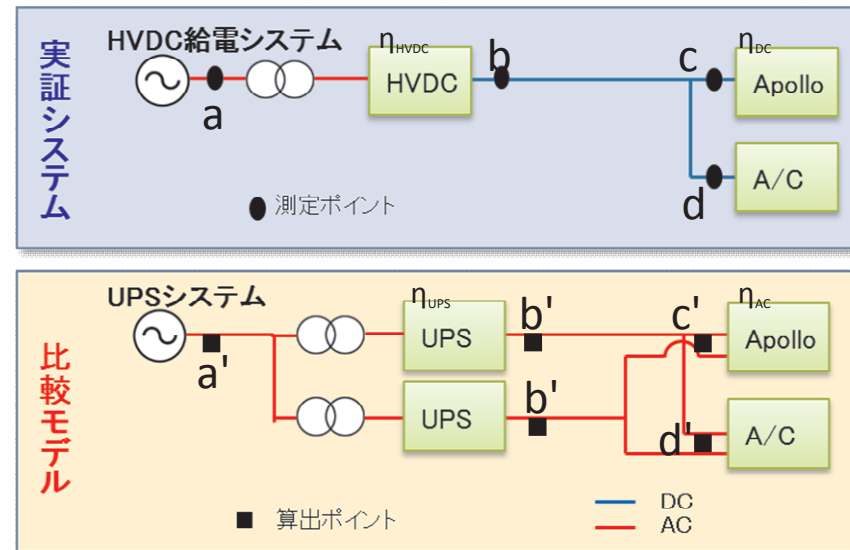 実証システム
HVDC給電システム
ηHVDC
HVDC
a
b
c
ηDC
Apollo
d
A/C
測定ポイント
比較モデル
UPSシステム
a'
ηUPS
UPS
b'
c'
ηAC
Apollo
UPS
b'
d'
A/C
算出ポイント
DC
AC